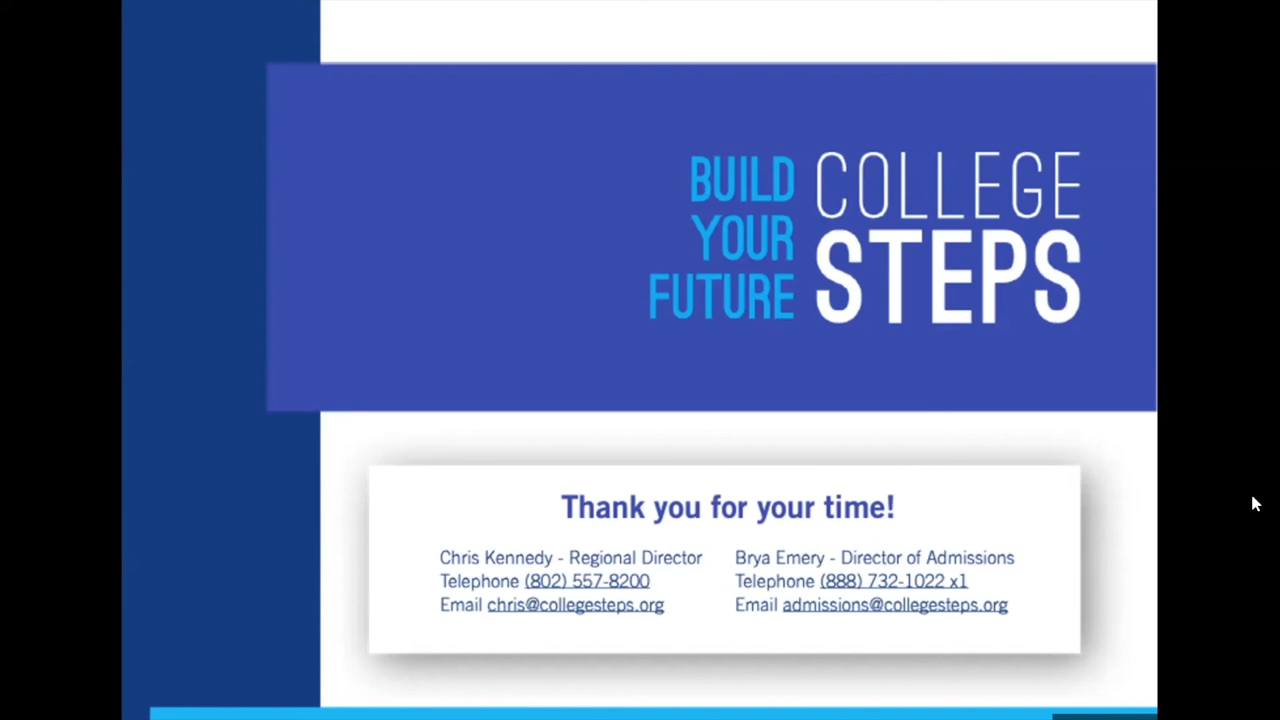 BUILD
YOUR
FUTURE
COLLEGE
STEPS
Thank you for your time!
Chris Kennedy - Regional Director
Telephone (802) 557-8200
Email chris@collegesteps.org
Brya Emery - Director of Admissions
Telephone (888) 732-1022 x1
Email admissions@collegesteps.org